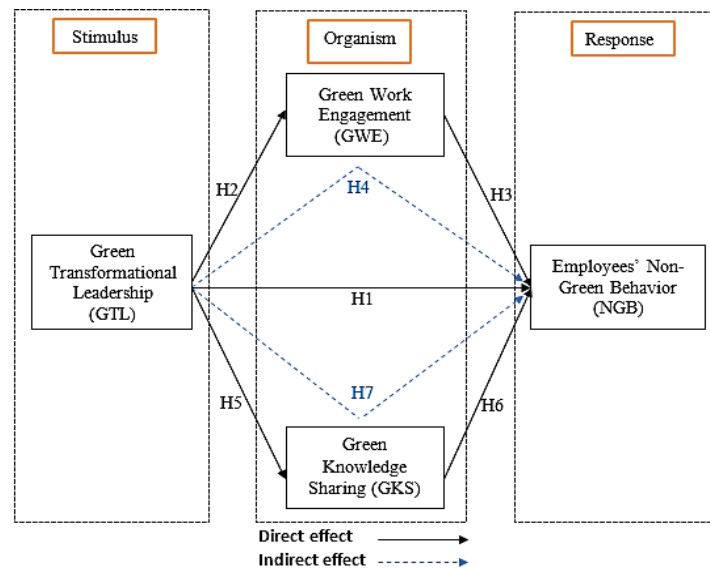 Stimulus
Organism
Response
Green Work
Engagement
(GWE)
H2
H4
H3
Green
Transformational
Leadership
(GTL)
H1
Employees’ Non-
Green Behavior
(NGB)
H5
H7
H6
Green
Knowledge
Sharing (GKS)
Direct effect
Indirect effect